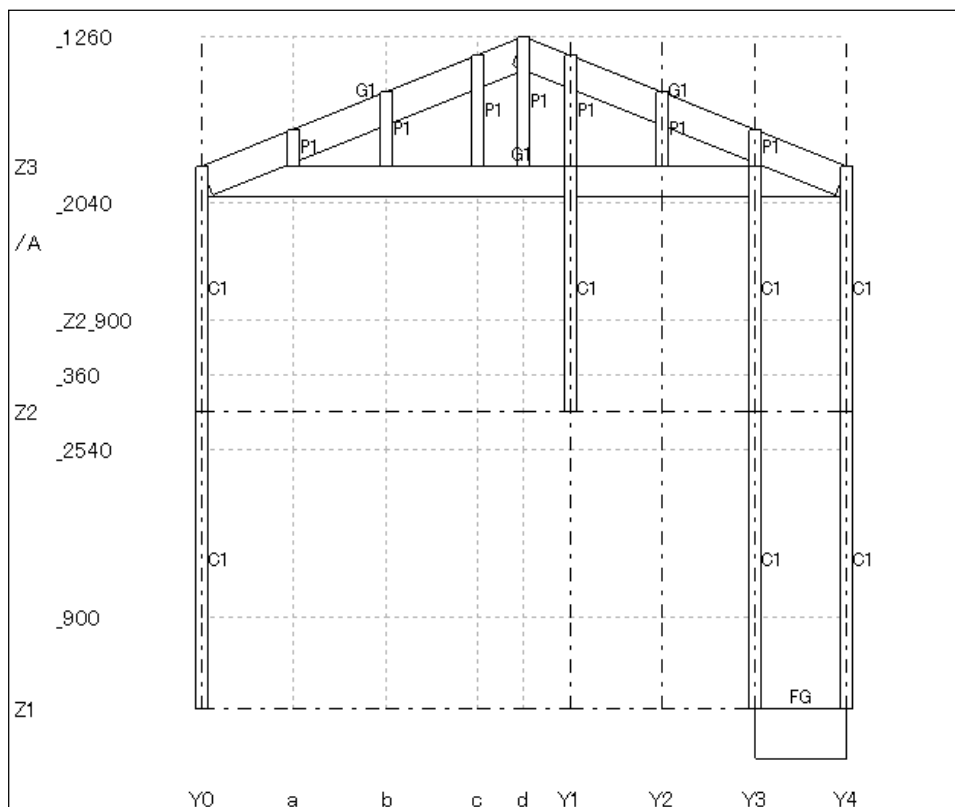 _1260
G1 G1
P1 P1
P1 P1 P1 P1 P1
Z3 G1
_2040
/A
C1 C1 C1 C1
_Z2_900
_360
Z2
_2540
C1 C1 C1
_900
FG
Z1
Y0 a b c d Y1 Y2 Y3 Y4